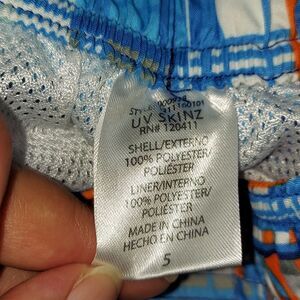 UV SKINZ
RN# 120411
SHELL/EXTERNO
100% POLYESTER/
POLIÉSTER
LINER/INTERNO
100% POLYESTER/
POLIÉSTER
MADE IN CHINA
HECHO EN CHINA
5